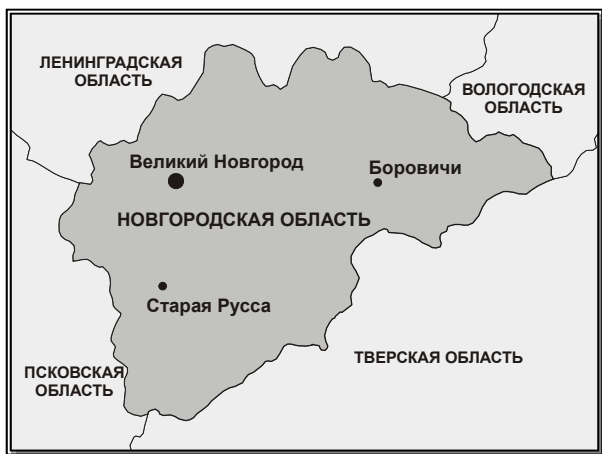 ЛЕНИНГРАДСКАЯ
ОБЛАСТЬ
ВОЛОГОДСКАЯ
ОБЛАСТЬ
Великий Новгород
Боровичи
НОВГОРОДСКАЯ ОБЛАСТЬ
Старая Русса
ТВЕРСКАЯ ОБЛАСТЬ
ПСКОВСКАЯ
ОБЛАСТЬ